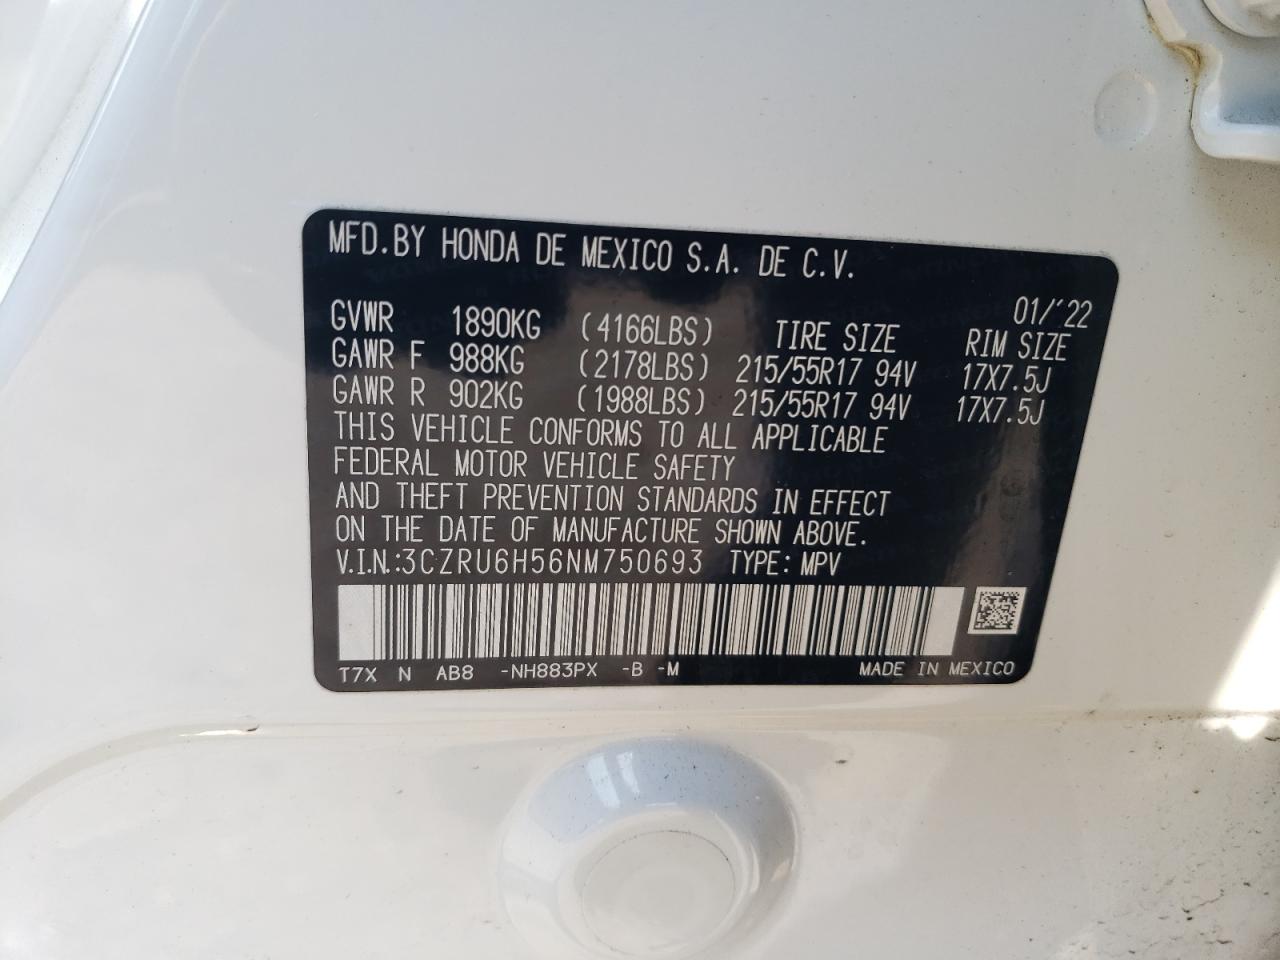 MFD.BY HONDA DE MEXICO S.A. DE C.V.
01/'22
GVWR 1890KG (4166LBS) TIRE SIZE RIM SIZE
GAWR F 988KG (2178LBS) 215/55R17 94V 17X7.5J
GAWR R 902KG (1988LBS) 215/55R17 94V 17X7.5J
THIS VEHICLE CONFORMS TO ALL APPLICABLE
FEDERAL MOTOR VEHICLE SAFETY
AND THEFT PREVENTION STANDARDS IN EFFECT
ON THE DATE OF MANUFACTURE SHOWN ABOVE.
V.I.N.:3CZRU6H56NM750693 TYPE: MPV
T7X N AB8 -NH883PX -B -M MADE IN MEXICO